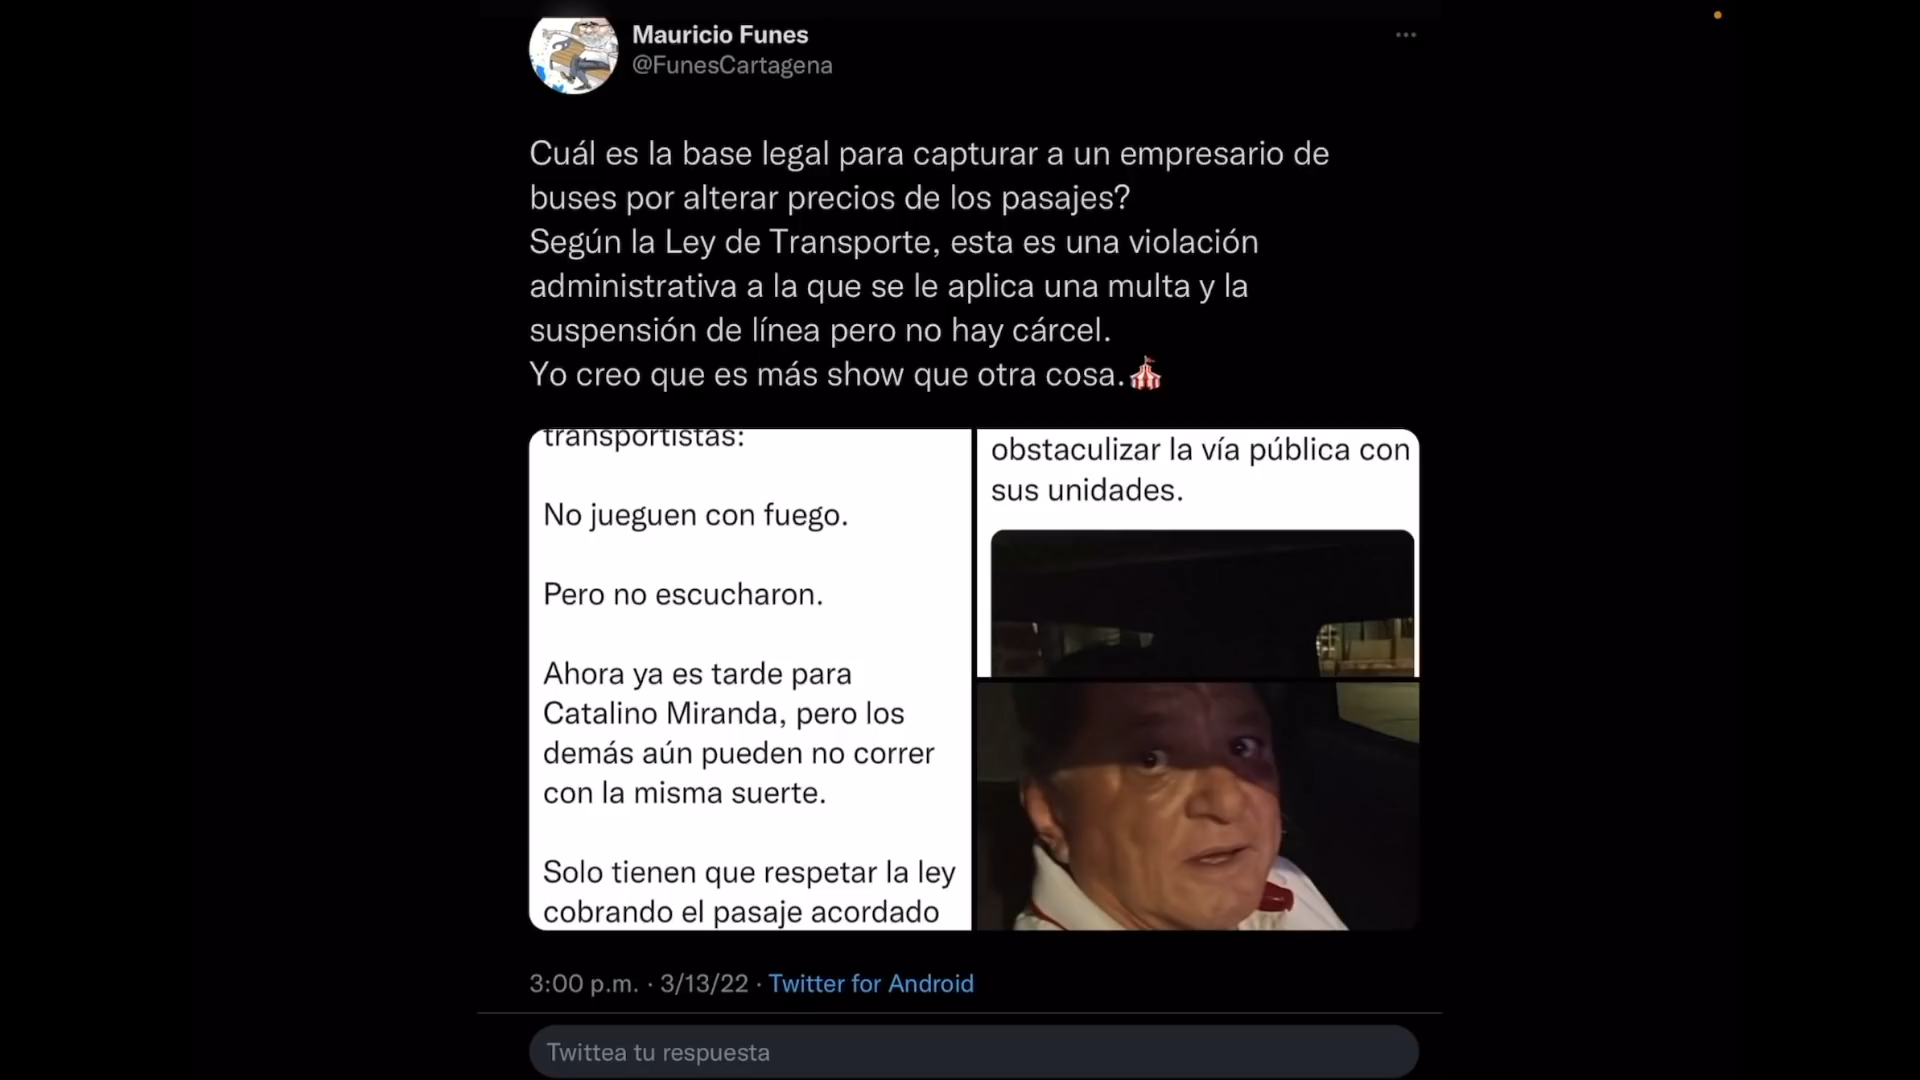 Mauricio Funes
@FunesCartagena
Cuál es la base legal para capturar a un empresario de
buses por alterar precios de los pasajes?
Según la Ley de Transporte, esta es una violación
administrativa a la que se le aplica una multa y la
suspensión de línea pero no hay cárcel.
Yo creo que es más show que otra cosa.🎪
transportistas:
No jueguen con fuego.
Pero no escucharon.
Ahora ya es tarde para
Catalino Miranda, pero los
demás aún pueden no correr
con la misma suerte.
Solo tienen que respetar la ley
cobrando el pasaje acordado
obstaculizar la vía pública con
sus unidades.
3:00 p.m. · 3/13/22 · Twitter for Android
Twittea tu respuesta